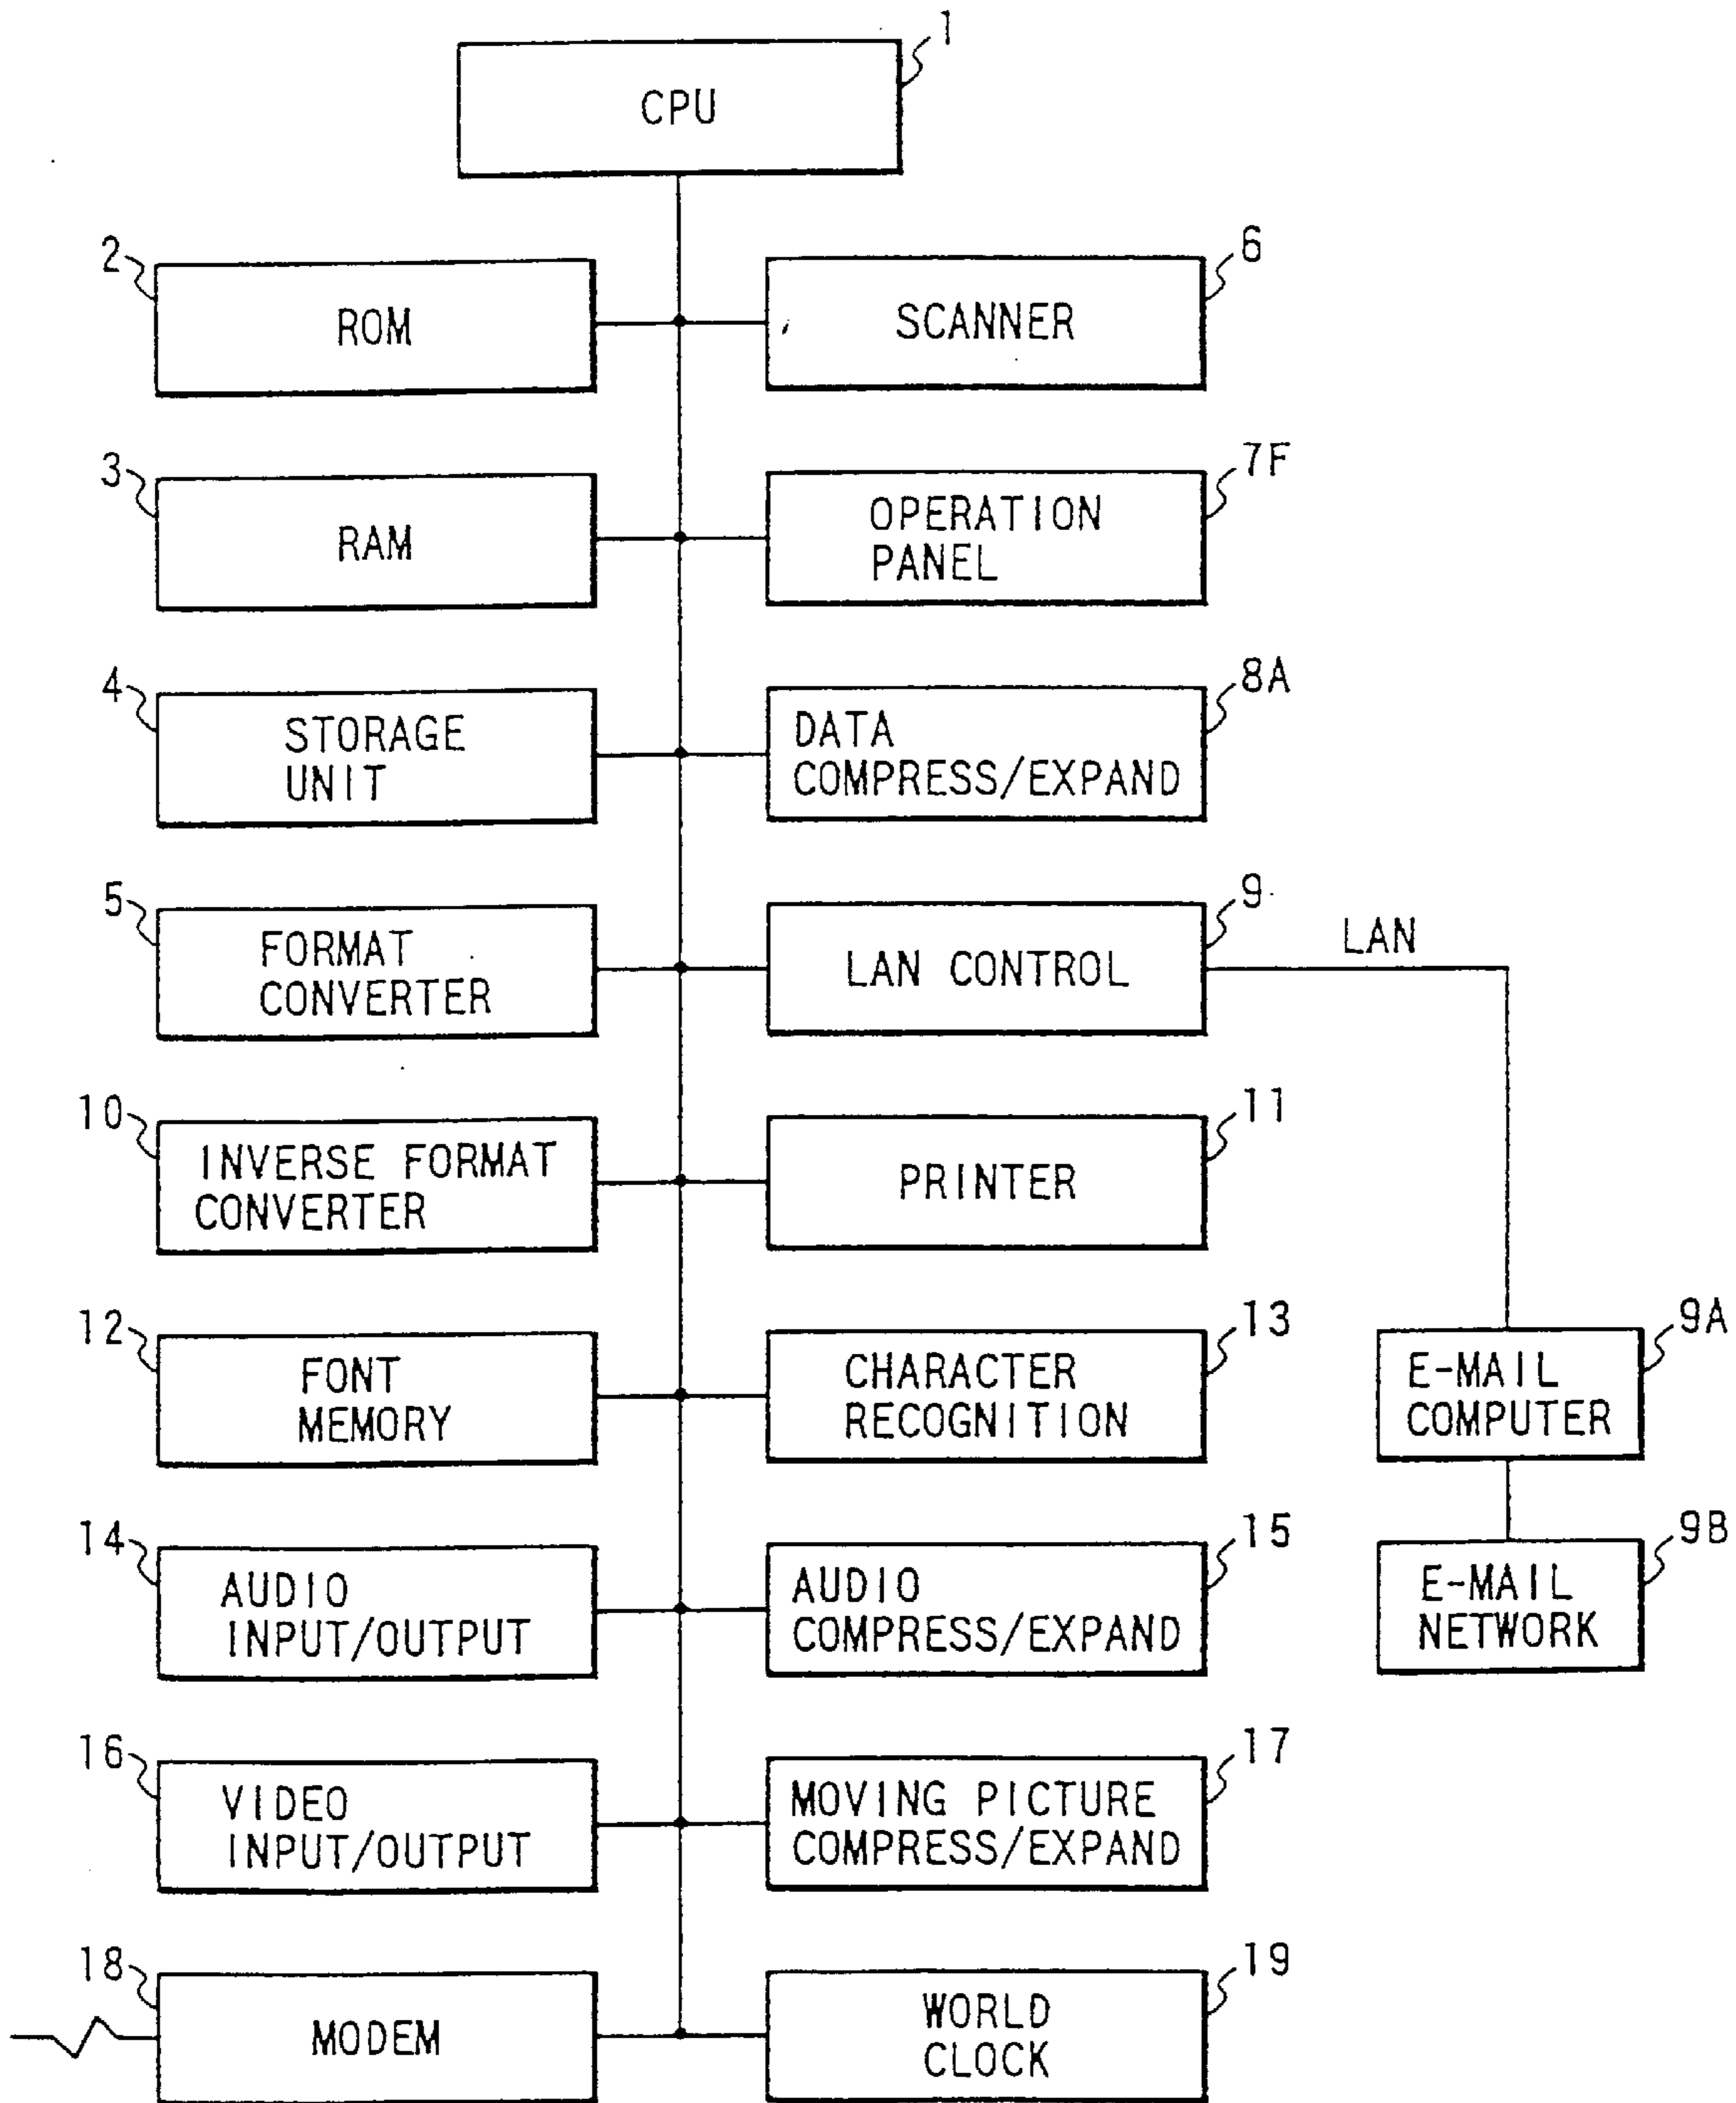 1
CPU
2
ROM
6
SCANNER
3
RAM
7F
OPERATION
PANEL
4
STORAGE
UNIT
8A
DATA
COMPRESS/EXPAND
5
FORMAT
CONVERTER
9
LAN CONTROL
LAN
10
INVERSE FORMAT
CONVERTER
11
PRINTER
12
FONT
MEMORY
13
CHARACTER
RECOGNITION
9A
E-MAIL
COMPUTER
14
AUDIO
INPUT/OUTPUT
15
AUDIO
COMPRESS/EXPAND
9B
E-MAIL
NETWORK
16
VIDEO
INPUT/OUTPUT
17
MOVING PICTURE
COMPRESS/EXPAND
18
MODEM
19
WORLD
CLOCK